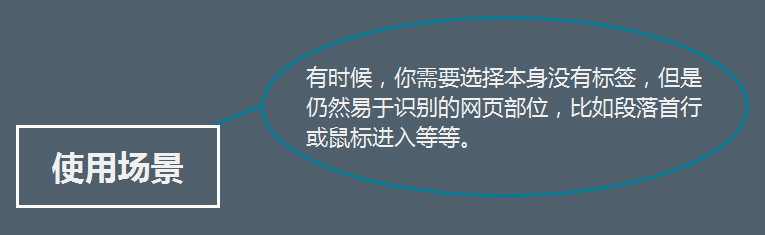 有时候，你需要选择本身没有标签，但是
仍然易于识别的网页部位，比如段落首行
或鼠标进入等等。
使用场景